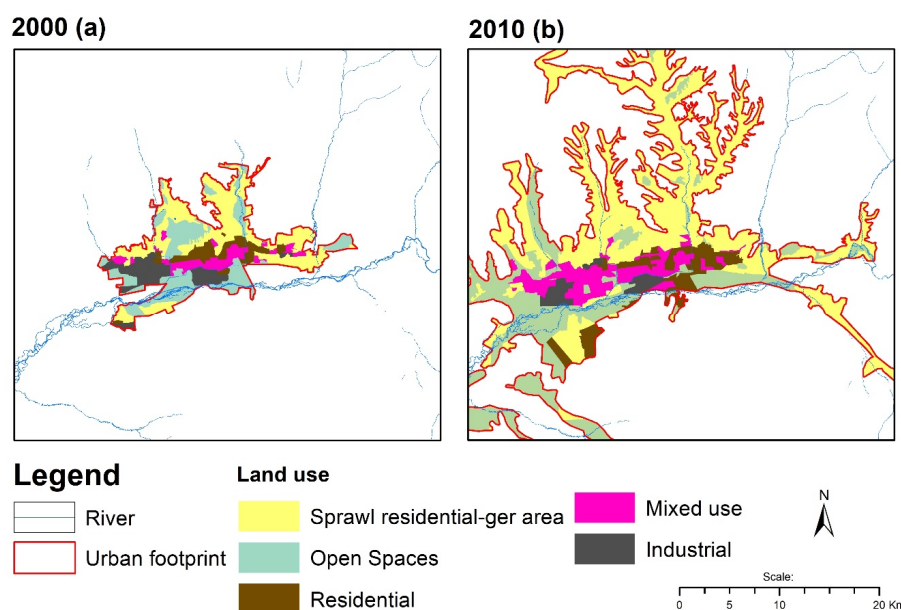 2000 (a)
2010 (b)
Legend
River
Urban footprint
Land use
Sprawl residential-ger area
Open Spaces
Residential
Mixed use
Industrial
N
Scale:
0 5 10 20 Km